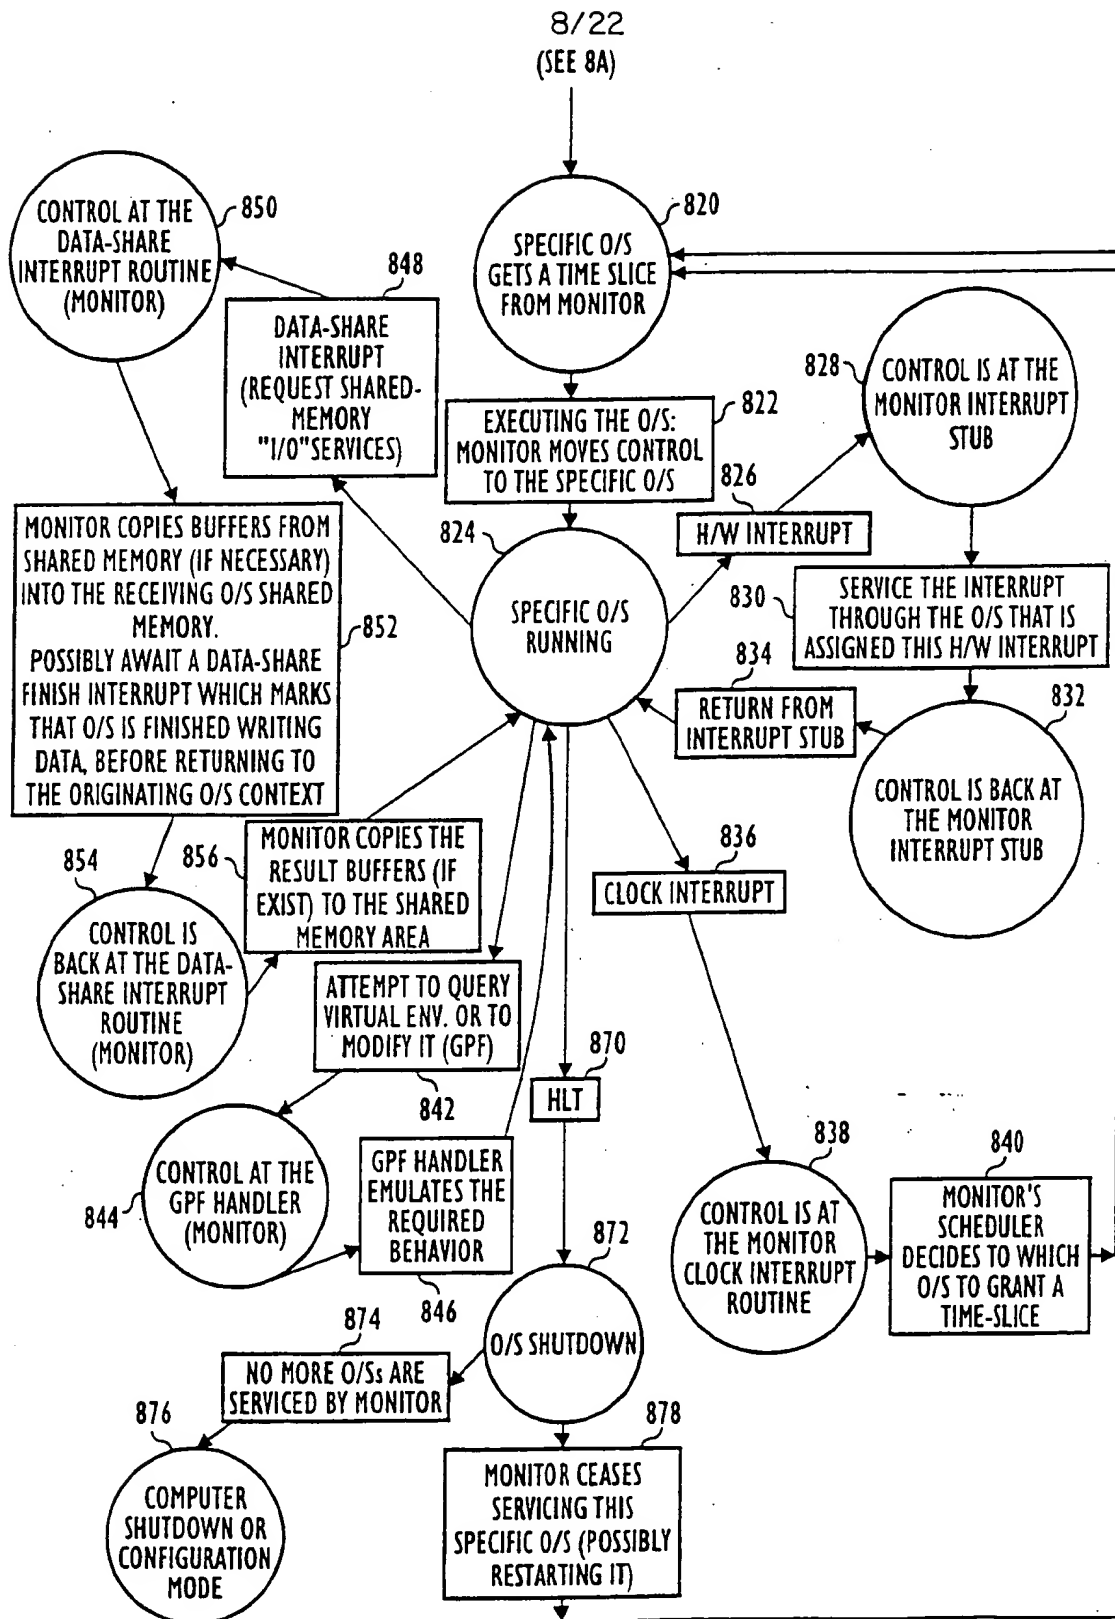 8/22
(SEE 8A)
820
SPECIFIC O/S
GETS A TIME SLICE
FROM MONITOR
850
CONTROL AT THE
DATA-SHARE
INTERRUPT ROUTINE
(MONITOR)
848
DATA-SHARE
INTERRUPT
(REQUEST SHARED-
MEMORY
"I/O" SERVICES)
822
EXECUTING THE O/S:
MONITOR MOVES CONTROL
TO THE SPECIFIC O/S
828
CONTROL IS AT THE
MONITOR INTERRUPT
STUB
826
H/W INTERRUPT
824
SPECIFIC O/S
RUNNING
MONITOR COPIES BUFFERS FROM
SHARED MEMORY (IF NECESSARY)
INTO THE RECEIVING O/S SHARED
MEMORY.
POSSIBLY AWAIT A DATA-SHARE
FINISH INTERRUPT WHICH MARKS
THAT O/S IS FINISHED WRITING
DATA, BEFORE RETURNING TO
THE ORIGINATING O/S CONTEXT
852
830
SERVICE THE INTERRUPT
THROUGH THE O/S THAT IS
ASSIGNED THIS H/W INTERRUPT
834
RETURN FROM
INTERRUPT STUB
832
CONTROL IS BACK AT
THE MONITOR
INTERRUPT STUB
856
MONITOR COPIES THE
RESULT BUFFERS (IF
EXIST) TO THE SHARED
MEMORY AREA
836
CLOCK INTERRUPT
854
CONTROL IS
BACK AT THE DATA-
SHARE INTERRUPT
ROUTINE
(MONITOR)
ATTEMPT TO QUERY
VIRTUAL ENV. OR TO
MODIFY IT (GPF)
842
870
HLT
844
CONTROL AT THE
GPF HANDLER
(MONITOR)
GPF HANDLER
EMULATES THE
REQUIRED
BEHAVIOR
846
838
CONTROL IS AT
THE MONITOR
CLOCK INTERRUPT
ROUTINE
840
MONITOR'S
SCHEDULER
DECIDES TO WHICH
O/S TO GRANT A
TIME-SLICE
872
O/S SHUTDOWN
874
NO MORE O/Ss ARE
SERVICED BY MONITOR
876
COMPUTER
SHUTDOWN OR
CONFIGURATION
MODE
878
MONITOR CEASES
SERVICING THIS
SPECIFIC O/S (POSSIBLY
RESTARTING IT)